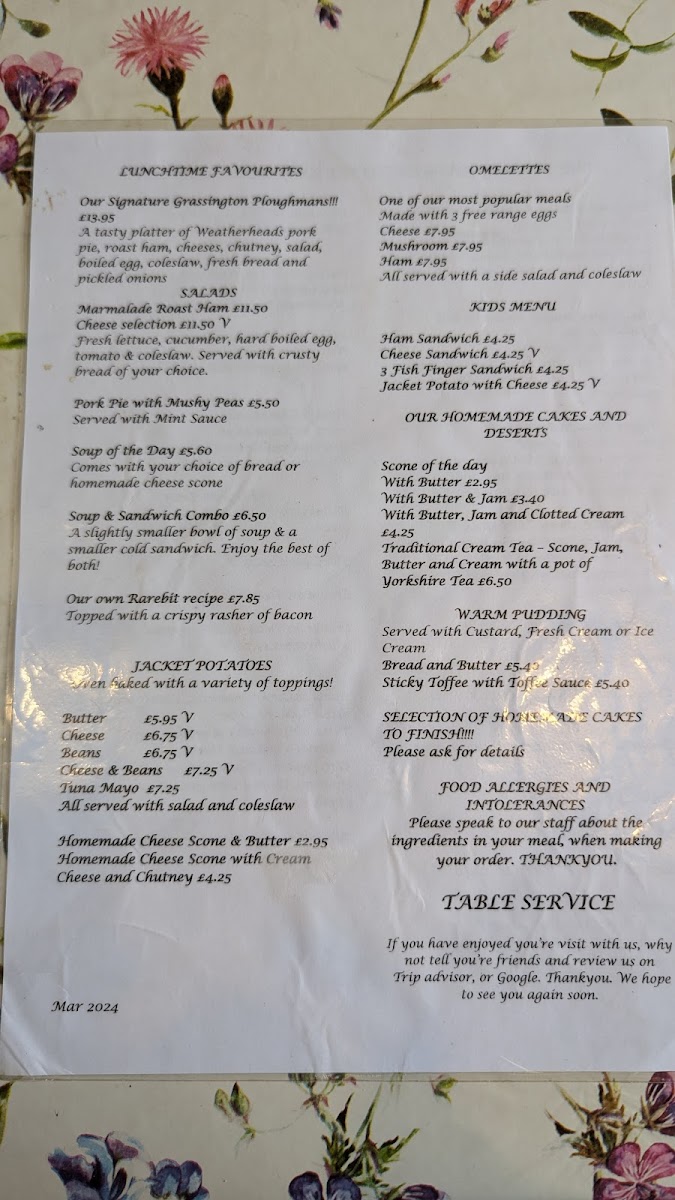 LUNCHTIME FAVOURITES
Our Signature Grassington Ploughmans!!!
£13.95
A tasty platter of Weatherheads pork
pie, roast ham, cheeses, chutney, salad,
boiled egg, coleslaw, fresh bread and
pickled onions
SALADS
Marmalade Roast Ham £11.50
Cheese selection £11.50 V
Fresh lettuce, cucumber, hard boiled egg,
tomato & coleslaw. Served with crusty
bread of your choice.
Pork Pie with Mushy Peas £5.50
Served with Mint Sauce
Soup of the Day £5.60
Comes with your choice of bread or
homemade cheese scone
Soup & Sandwich Combo £6.50
A slightly smaller bowl of soup & a
smaller cold sandwich. Enjoy the best of
both!
Our own Rarebit recipe £7.85
Topped with a crispy rasher of bacon
JACKET POTATOES
Oven baked with a variety of toppings!
Butter £5.95 V
Cheese £6.75 V
Beans £6.75 V
Cheese & Beans £7.25 V
Tuna Mayo £7.25
All served with salad and coleslaw
Homemade Cheese Scone & Butter £2.95
Homemade Cheese Scone with Cream
Cheese and Chutney £4.25
Mar 2024
OMELETTES
One of our most popular meals
Made with 3 free range eggs
Cheese £7.95
Mushroom £7.95
Ham £7.95
All served with a side salad and coleslaw
KIDS MENU
Ham Sandwich £4.25
Cheese Sandwich £4.25 V
3 Fish Finger Sandwich £4.25
Jacket Potato with Cheese £4.25 V
OUR HOMEMADE CAKES AND
DESERTS
Scone of the day
With Butter £2.95
With Butter & Jam £3.40
With Butter, Jam and Clotted Cream
£4.25
Traditional Cream Tea – Scone, Jam,
Butter and Cream with a pot of
Yorkshire Tea £6.50
WARM PUDDING
Served with Custard, Fresh Cream or Ice
Cream
Bread and Butter
Sticky Toffee with Toffee Sauce £5.40
SELECTION OF HOME MADE CAKES
TO FINISH!!!!
Please ask for details
FOOD ALLERGIES AND
INTOLERANCES
Please speak to our staff about the
ingredients in your meal, when making
your order. THANKYOU.
TABLE SERVICE
If you have enjoyed you're visit with us, why
not tell you're friends and review us on
Trip advisor, or Google. Thankyou. We hope
to see you again soon.